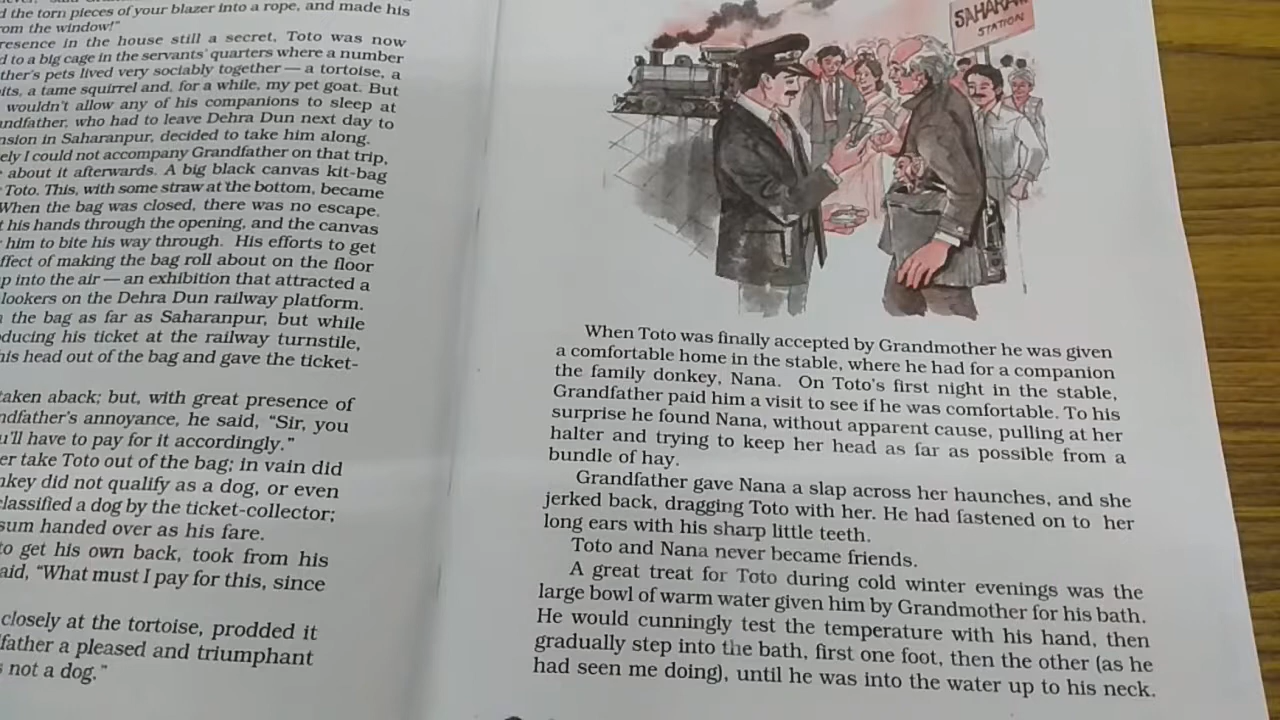 d the torn pieces of your blazer into a rope, and made his
rom the window!"
resence in the house still a secret, Toto was now
d to a big cage in the servants' quarters where a number
ther's pets lived very sociably together — a tortoise, a
its, a tame squirrel and, for a while, my pet goat. But
wouldn't allow any of his companions to sleep at
ndfather, who had to leave Dehra Dun next day to
nsion in Saharanpur, decided to take him along.
ely I could not accompany Grandfather on that trip,
about it afterwards. A big black canvas kit-bag
Toto. This, with some straw at the bottom, became
When the bag was closed, there was no escape.
t his hands through the opening, and the canvas
him to bite his way through. His efforts to get
ffect of making the bag roll about on the floor
p into the air — an exhibition that attracted a
lookers on the Dehra Dun railway platform.
the bag as far as Saharanpur, but while
ducing his ticket at the railway turnstile,
his head out of the bag and gave the ticket-
taken aback; but, with great presence of
ndfather's annoyance, he said, "Sir, you
u'll have to pay for it accordingly."
er take Toto out of the bag; in vain did
nkey did not qualify as a dog, or even
classified a dog by the ticket-collector;
sum handed over as his fare.
to get his own back, took from his
aid, "What must I pay for this, since
closely at the tortoise, prodded it
father a pleased and triumphant
not a dog."
SAHARAN
STATION
When Toto was finally accepted by Grandmother he was given
a comfortable home in the stable, where he had for a companion
the family donkey, Nana. On Toto's first night in the stable,
Grandfather paid him a visit to see if he was comfortable. To his
surprise he found Nana, without apparent cause, pulling at her
halter and trying to keep her head as far as possible from a
bundle of hay.
Grandfather gave Nana a slap across her haunches, and she
jerked back, dragging Toto with her. He had fastened on to her
long ears with his sharp little teeth.
Toto and Nana never became friends.
A great treat for Toto during cold winter evenings was the
large bowl of warm water given him by Grandmother for his bath.
He would cunningly test the temperature with his hand, then
gradually step into the bath, first one foot, then the other (as he
had seen me doing), until he was into the water up to his neck.